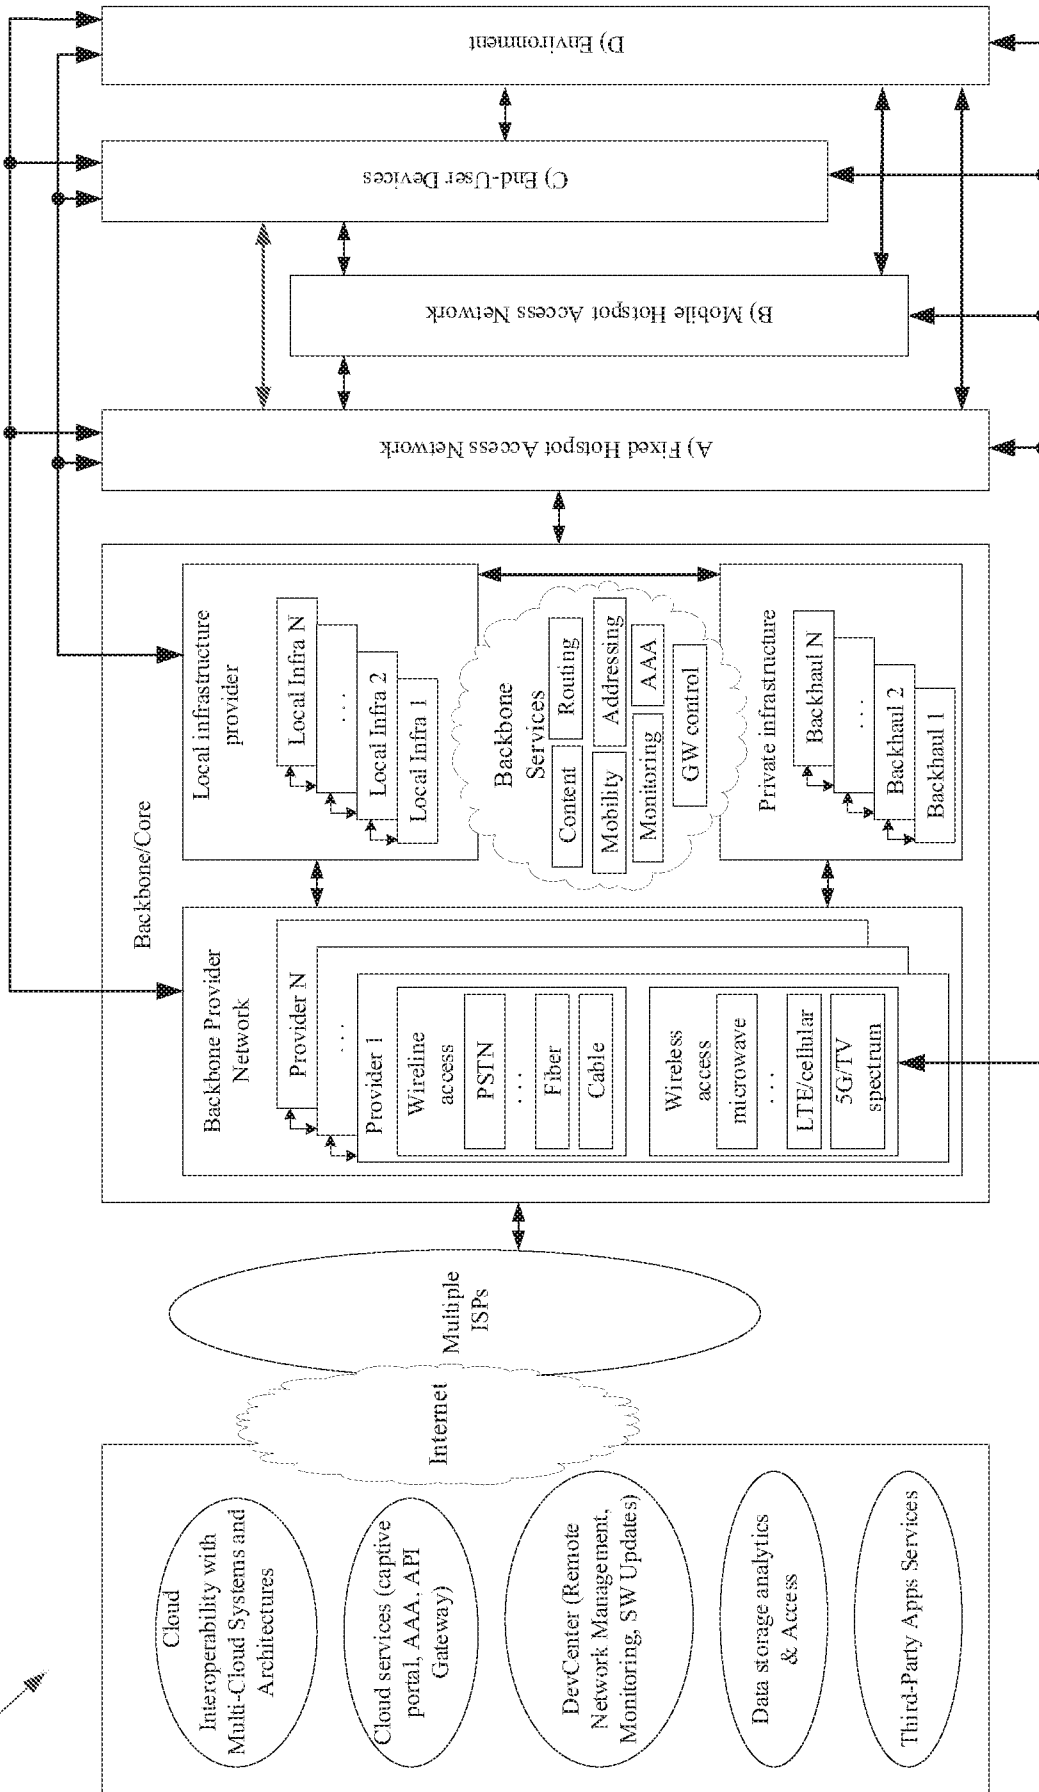 Cloud
Interoperability with
Multi-Cloud Systems and
Architectures
Cloud services (captive
portal, AAA, API
Gateway)
DevCenter (Remote
Network Management,
Monitoring, SW Updates)
Data storage analytics
& Access
Third-Party Apps Services
Internet
Multiple
ISPs
Backbone/Core
Backbone Provider
Network
Provider N
. . .
Provider 1
Wireline
access
PSTN
. . .
Fiber
Cable
Wireless
access
microwave
. . .
LTE/cellular
5G/TV
spectrum
Local infrastructure
provider
Local Infra N
. . .
Local Infra 2
Local Infra 1
Backbone
Services
Content
Routing
Mobility
Addressing
Monitoring
AAA
GW control
Private infrastructure
Backhaul N
. . .
Backhaul 2
Backhaul 1
A) Fixed Hotspot Access Network
B) Mobile Hotspot Access Network
C) End-User Devices
D) Environment